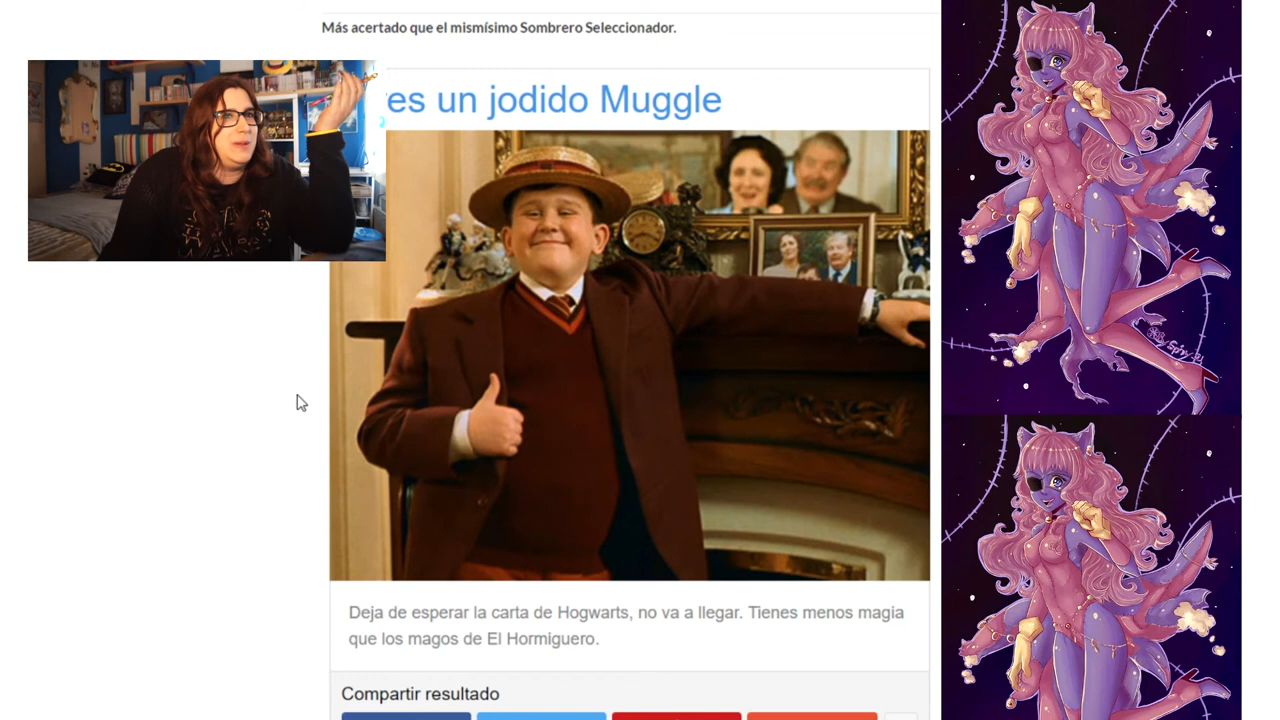 Más acertado que el mismísimo Sombrero Seleccionador.
es un jodido Muggle
Deja de esperar la carta de Hogwarts, no va a llegar. Tienes menos magia
que los magos de El Hormiguero.
Compartir resultado